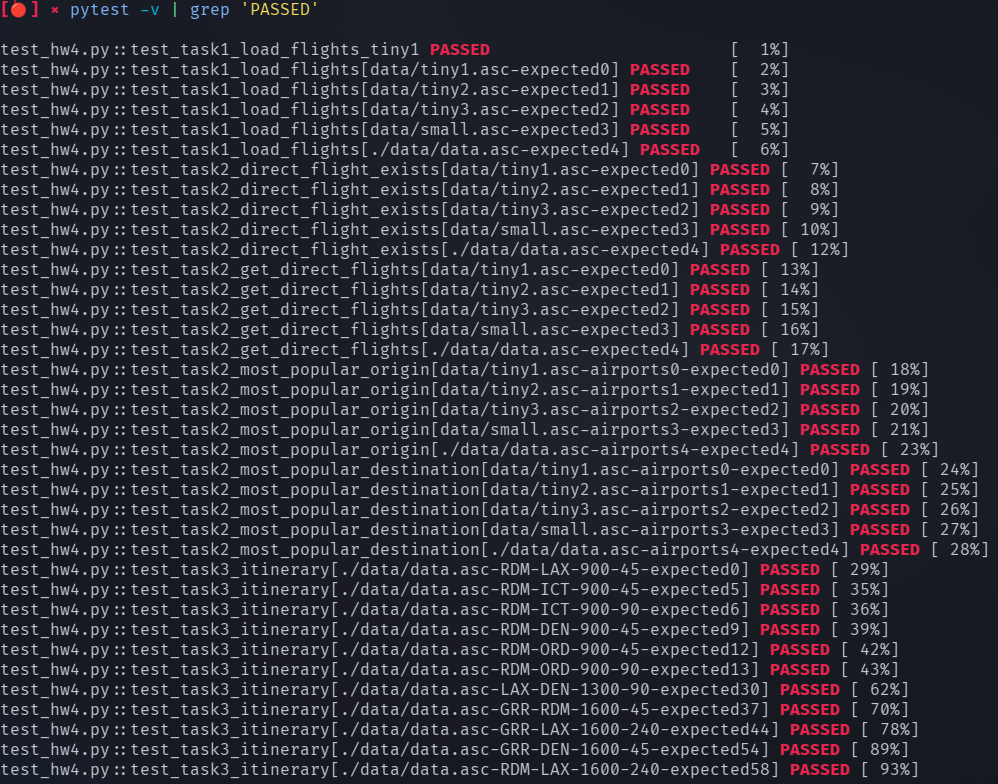 [🍎] × pytest -v | grep 'PASSED'
test_hw4.py::test_task1_load_flights_tiny1 PASSED [ 1%]
test_hw4.py::test_task1_load_flights[data/tiny1.asc-expected0] PASSED [ 2%]
test_hw4.py::test_task1_load_flights[data/tiny2.asc-expected1] PASSED [ 3%]
test_hw4.py::test_task1_load_flights[data/tiny3.asc-expected2] PASSED [ 4%]
test_hw4.py::test_task1_load_flights[data/small.asc-expected3] PASSED [ 5%]
test_hw4.py::test_task1_load_flights[./data/data.asc-expected4] PASSED [ 6%]
test_hw4.py::test_task2_direct_flight_exists[data/tiny1.asc-expected0] PASSED [ 7%]
test_hw4.py::test_task2_direct_flight_exists[data/tiny2.asc-expected1] PASSED [ 8%]
test_hw4.py::test_task2_direct_flight_exists[data/tiny3.asc-expected2] PASSED [ 9%]
test_hw4.py::test_task2_direct_flight_exists[data/small.asc-expected3] PASSED [ 10%]
test_hw4.py::test_task2_direct_flight_exists[./data/data.asc-expected4] PASSED [ 12%]
test_hw4.py::test_task2_get_direct_flights[data/tiny1.asc-expected0] PASSED [ 13%]
test_hw4.py::test_task2_get_direct_flights[data/tiny2.asc-expected1] PASSED [ 14%]
test_hw4.py::test_task2_get_direct_flights[data/tiny3.asc-expected2] PASSED [ 15%]
test_hw4.py::test_task2_get_direct_flights[data/small.asc-expected3] PASSED [ 16%]
test_hw4.py::test_task2_get_direct_flights[./data/data.asc-expected4] PASSED [ 17%]
test_hw4.py::test_task2_most_popular_origin[data/tiny1.asc-airports0-expected0] PASSED [ 18%]
test_hw4.py::test_task2_most_popular_origin[data/tiny2.asc-airports1-expected1] PASSED [ 19%]
test_hw4.py::test_task2_most_popular_origin[data/tiny3.asc-airports2-expected2] PASSED [ 20%]
test_hw4.py::test_task2_most_popular_origin[data/small.asc-airports3-expected3] PASSED [ 21%]
test_hw4.py::test_task2_most_popular_origin[./data/data.asc-airports4-expected4] PASSED [ 23%]
test_hw4.py::test_task2_most_popular_destination[data/tiny1.asc-airports0-expected0] PASSED [ 24%]
test_hw4.py::test_task2_most_popular_destination[data/tiny2.asc-airports1-expected1] PASSED [ 25%]
test_hw4.py::test_task2_most_popular_destination[data/tiny3.asc-airports2-expected2] PASSED [ 26%]
test_hw4.py::test_task2_most_popular_destination[data/small.asc-airports3-expected3] PASSED [ 27%]
test_hw4.py::test_task2_most_popular_destination[./data/data.asc-airports4-expected4] PASSED [ 28%]
test_hw4.py::test_task3_itinerary[./data/data.asc-RDM-LAX-900-45-expected0] PASSED [ 29%]
test_hw4.py::test_task3_itinerary[./data/data.asc-RDM-ICT-900-45-expected5] PASSED [ 35%]
test_hw4.py::test_task3_itinerary[./data/data.asc-RDM-ICT-900-90-expected6] PASSED [ 36%]
test_hw4.py::test_task3_itinerary[./data/data.asc-RDM-DEN-900-45-expected9] PASSED [ 39%]
test_hw4.py::test_task3_itinerary[./data/data.asc-RDM-ORD-900-45-expected12] PASSED [ 42%]
test_hw4.py::test_task3_itinerary[./data/data.asc-RDM-ORD-900-90-expected13] PASSED [ 43%]
test_hw4.py::test_task3_itinerary[./data/data.asc-LAX-DEN-1300-90-expected30] PASSED [ 62%]
test_hw4.py::test_task3_itinerary[./data/data.asc-GRR-RDM-1600-45-expected37] PASSED [ 70%]
test_hw4.py::test_task3_itinerary[./data/data.asc-GRR-LAX-1600-240-expected44] PASSED [ 78%]
test_hw4.py::test_task3_itinerary[./data/data.asc-GRR-DEN-1600-45-expected54] PASSED [ 89%]
test_hw4.py::test_task3_itinerary[./data/data.asc-RDM-LAX-1600-240-expected58] PASSED [ 93%]